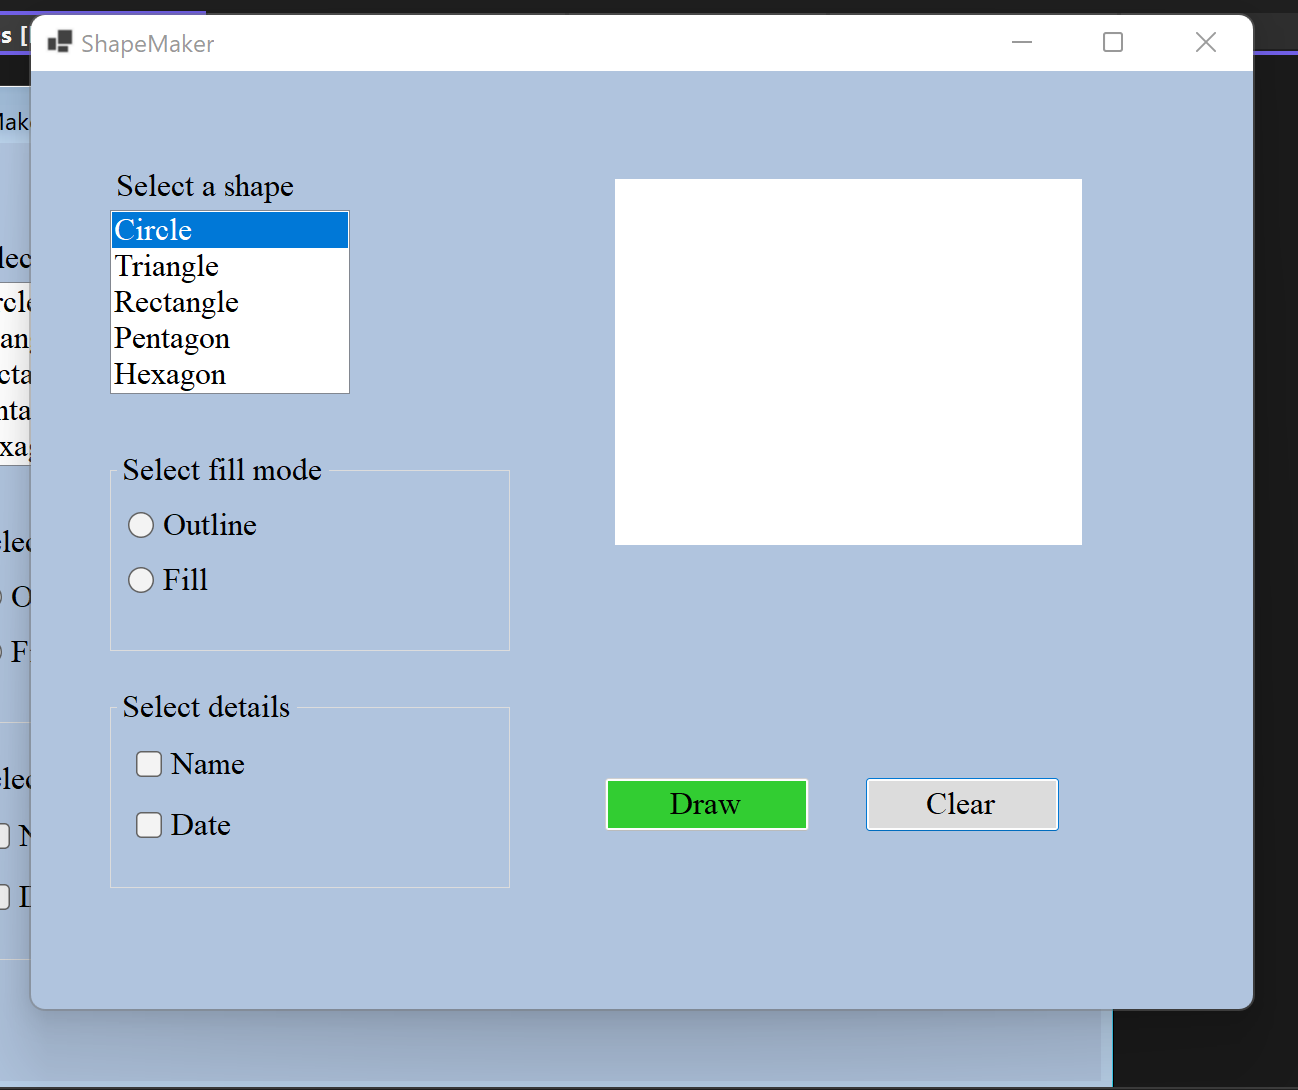 ShapeMaker
Select a shape
Circle
Triangle
Rectangle
Pentagon
Hexagon
Select fill mode
Outline
Fill
Select details
Name
Date
Draw
Clear